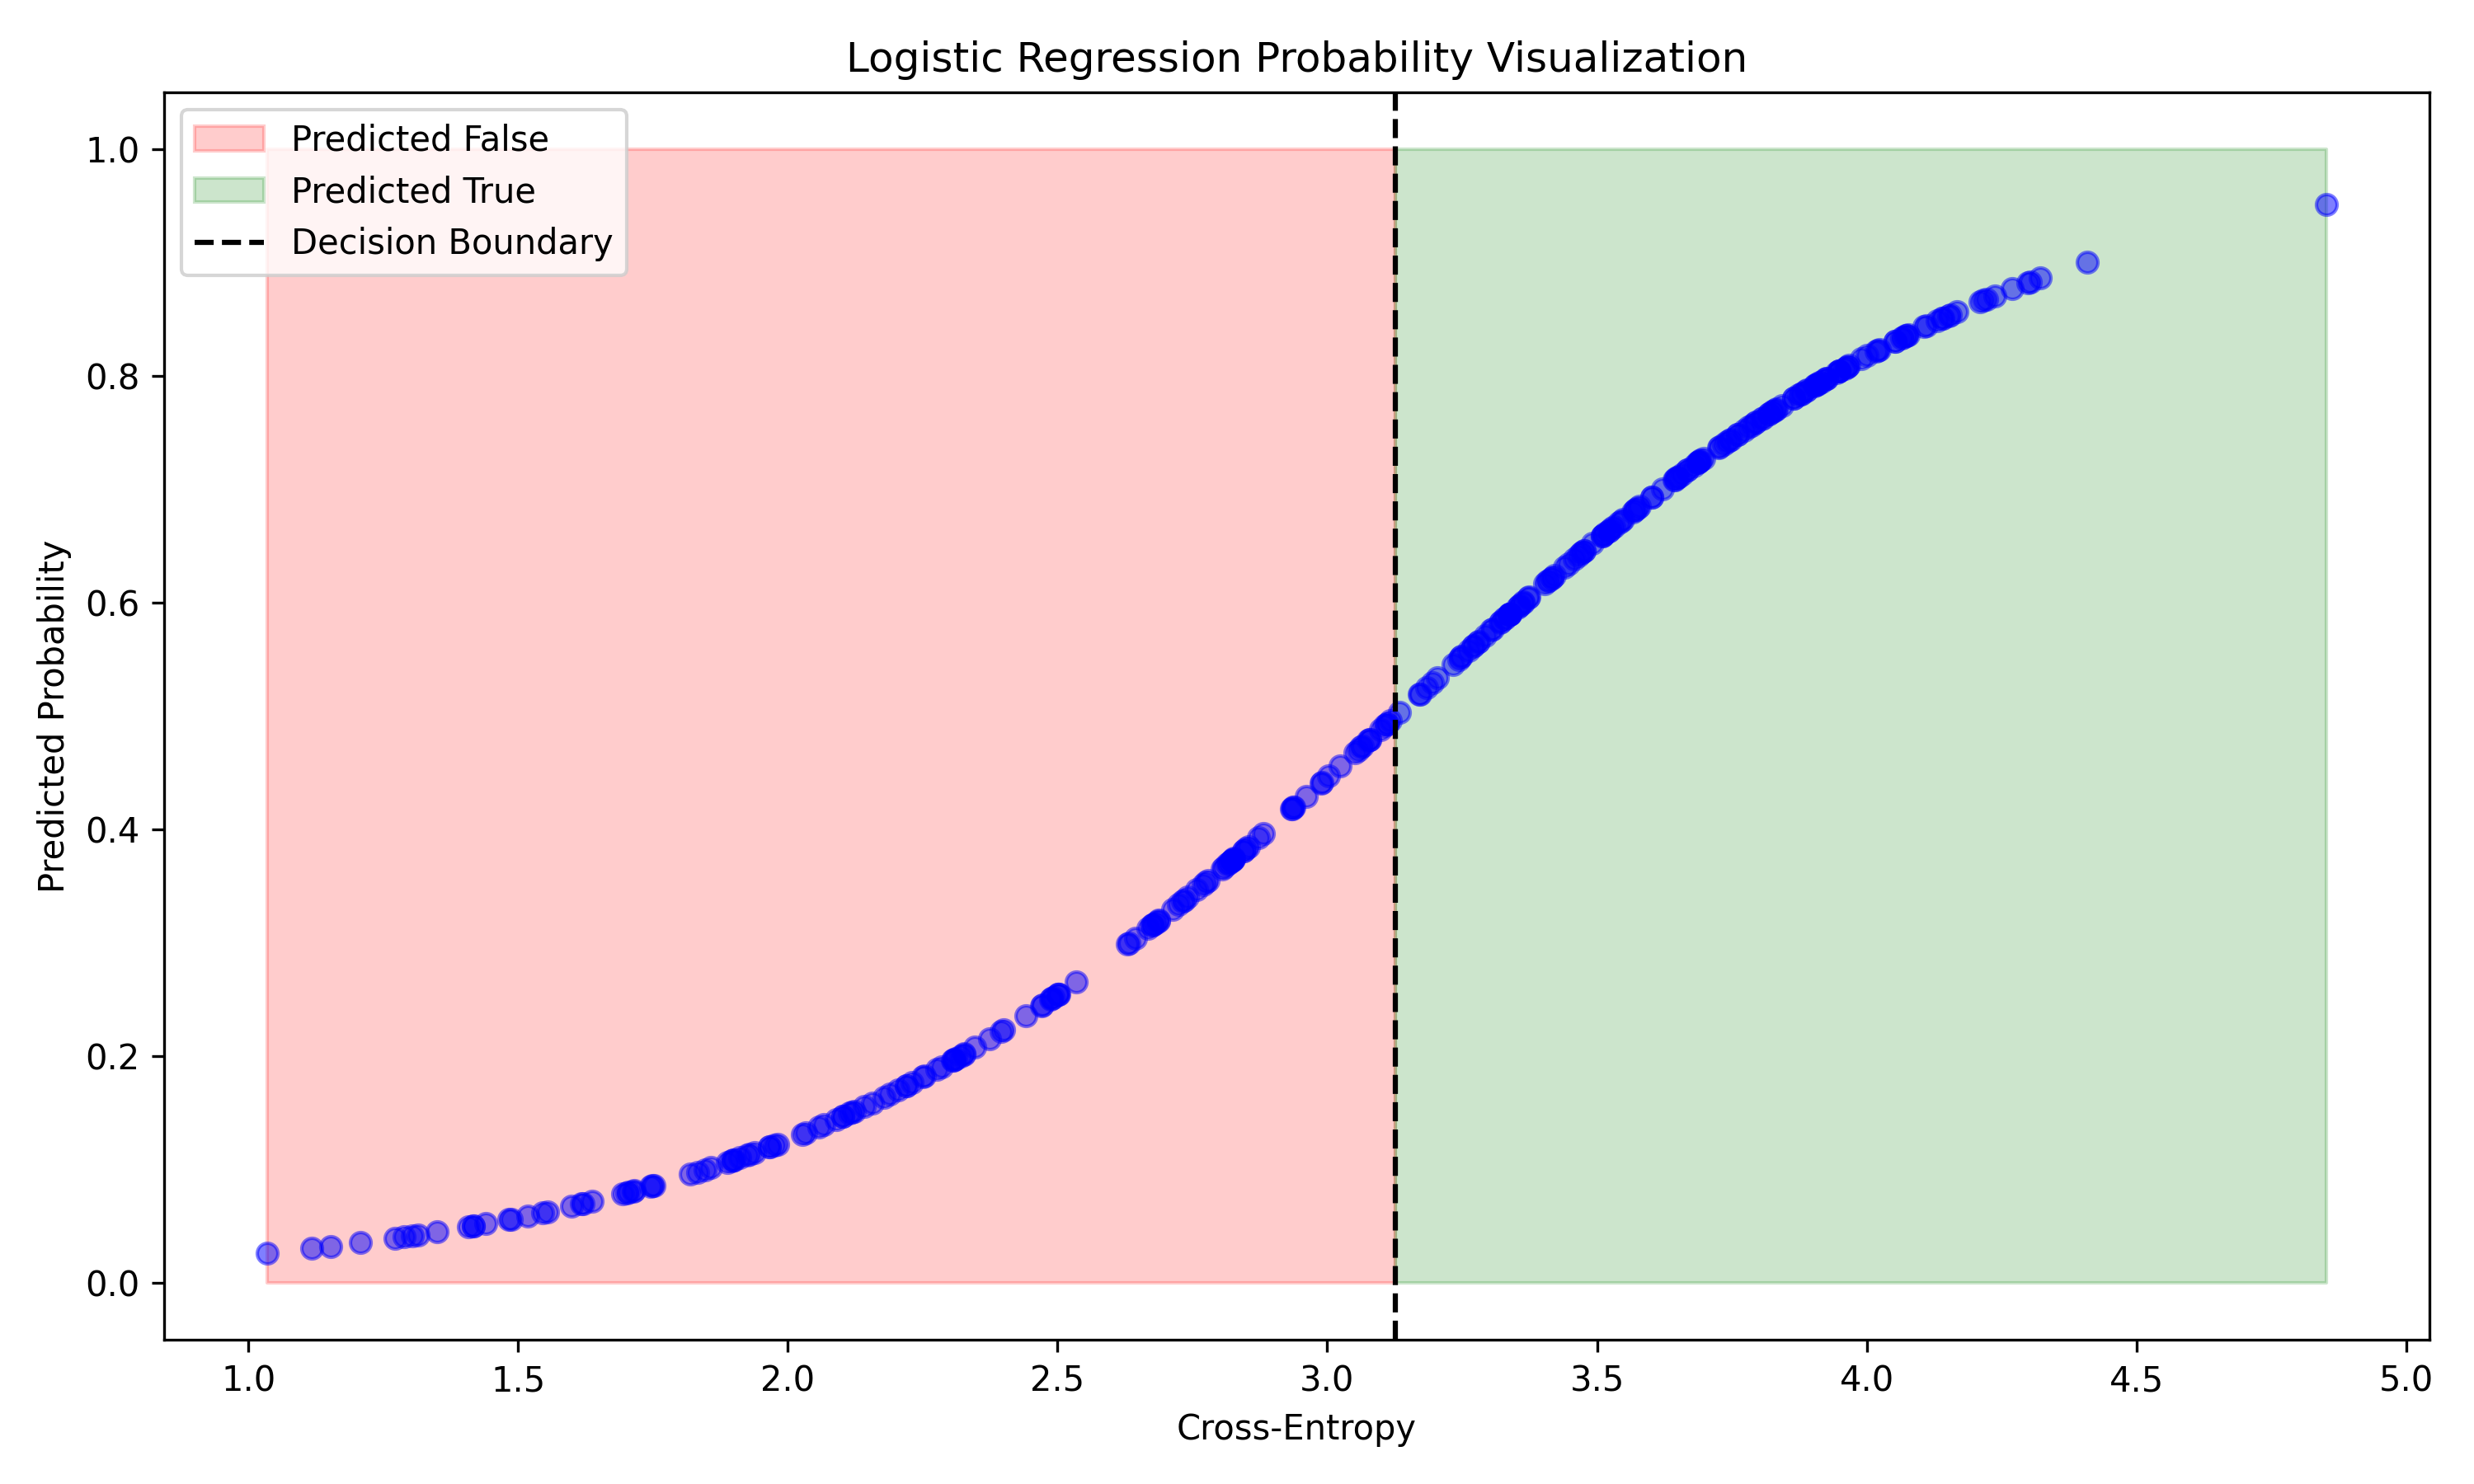 Logistic Regression Probability Visualization
Predicted False
Predicted True
Decision Boundary
Predicted Probability
1.0
0.8
0.6
0.4
0.2
0.0
1.0 1.5 2.0 2.5 3.0 3.5 4.0 4.5 5.0
Cross-Entropy